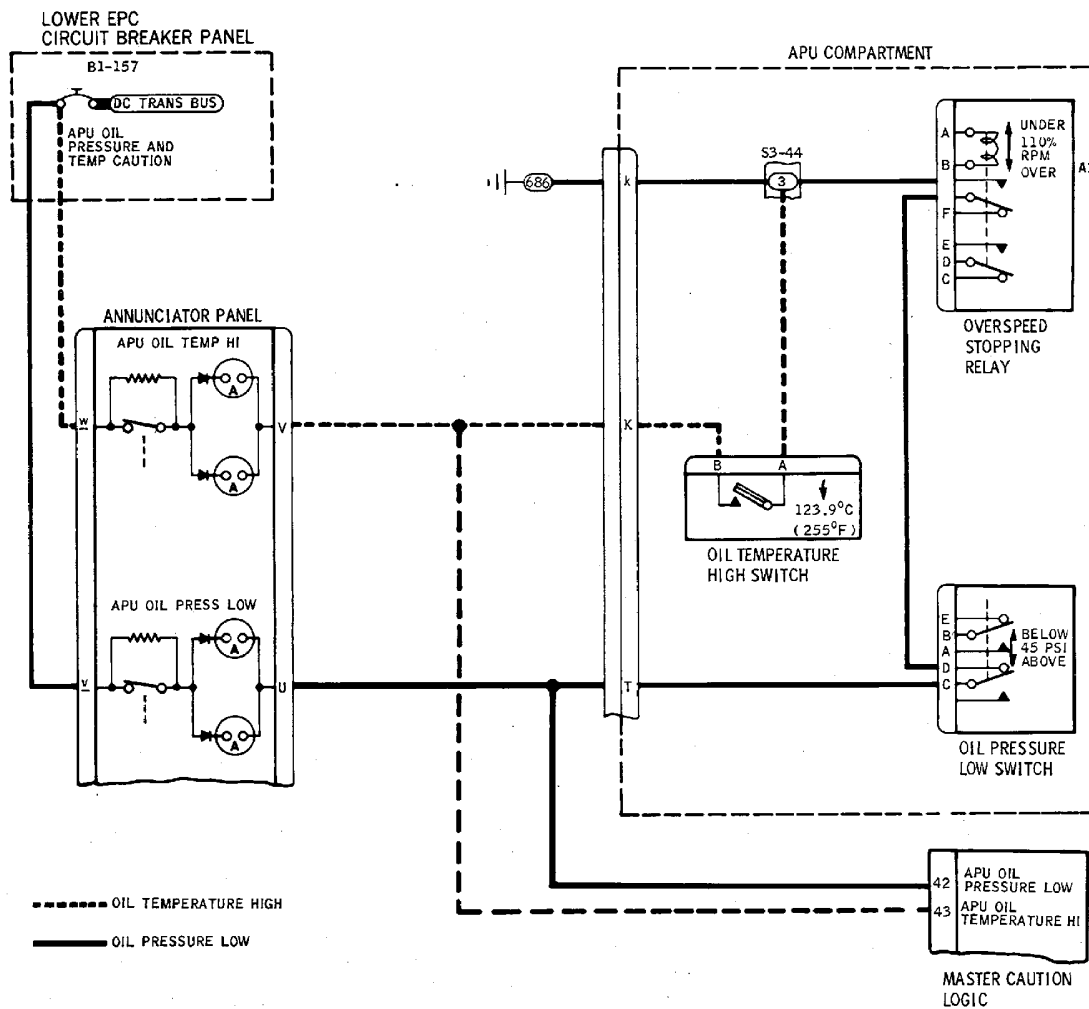 LOWER EPC
CIRCUIT BREAKER PANEL
B1-157
DC TRANS BUS
APU OIL
PRESSURE AND
TEMP CAUTION
APU COMPARTMENT
686
k
S3-44
3
A
B
F
E
D
C
UNDER
110%
RPM
OVER
OVERSPEED
STOPPING
RELAY
ANNUNCIATOR PANEL
APU OIL TEMP HI
A
w
V
A
K
B A
123.9°C
(255°F)
OIL TEMPERATURE
HIGH SWITCH
APU OIL PRESS LOW
A
v
U
A
T
E
B
A
D
C
BELOW
45 PSI
ABOVE
OIL PRESSURE
LOW SWITCH
42 APU OIL
PRESSURE LOW
43 APU OIL
TEMPERATURE HI
MASTER CAUTION
LOGIC
OIL TEMPERATURE HIGH
OIL PRESSURE LOW